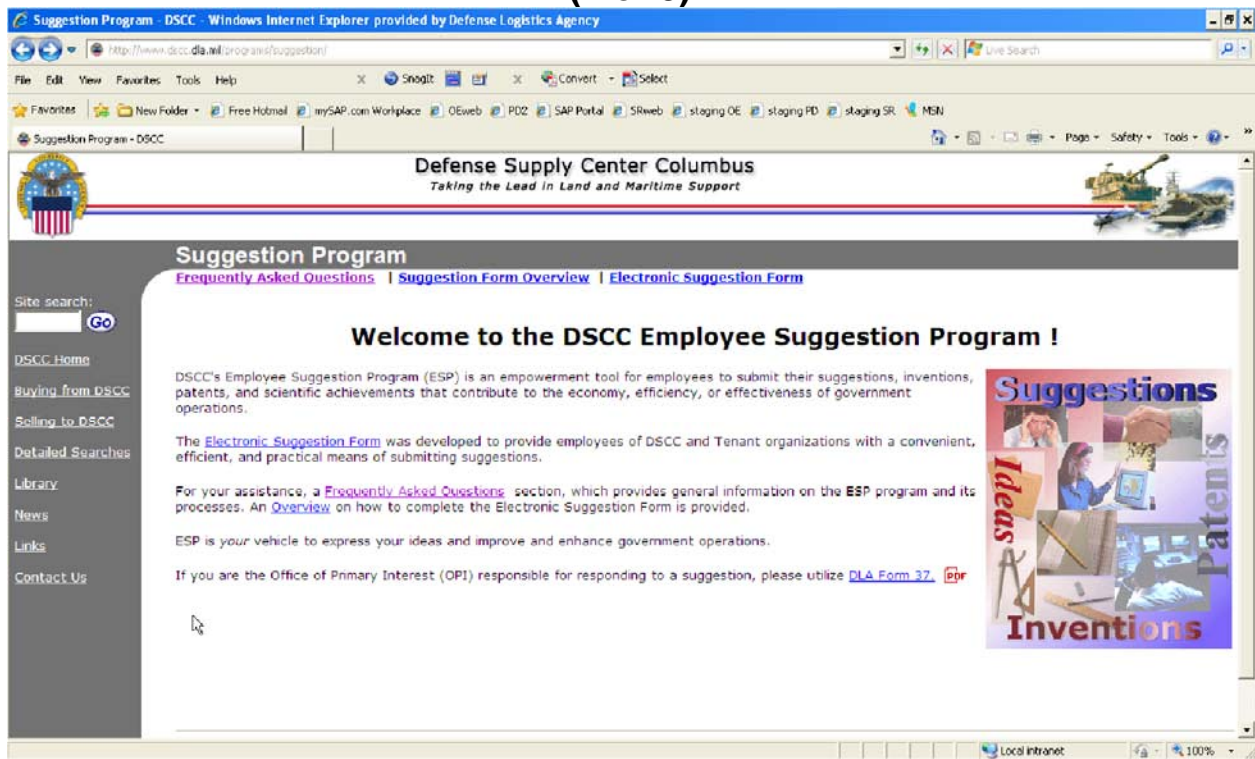 Suggestion Program - DSCC - Windows Internet Explorer provided by Defense Logistics Agency
http://www.dscc.dla.mil/programs/suggestion/
Live Search
File Edit View Favorites Tools Help
SnagIt
Convert
Select
Favorites
New Folder
Free Hotmail
mySAP.com Workplace
OEweb
PD2
SAP Portal
SRweb
staging OE
staging PD
staging SR
MSN
Suggestion Program - DSCC
Page
Safety
Tools
Defense Supply Center Columbus
Taking the Lead in Land and Maritime Support
Suggestion Program
Frequently Asked Questions | Suggestion Form Overview | Electronic Suggestion Form
Site search:
Go
DSCC Home
Buying from DSCC
Selling to DSCC
Detailed Searches
Library
News
Links
Contact Us
Welcome to the DSCC Employee Suggestion Program !
DSCC's Employee Suggestion Program (ESP) is an empowerment tool for employees to submit their suggestions, inventions,
patents, and scientific achievements that contribute to the economy, efficiency, or effectiveness of government
operations.
The Electronic Suggestion Form was developed to provide employees of DSCC and Tenant organizations with a convenient,
efficient, and practical means of submitting suggestions.
For your assistance, a Frequently Asked Questions section, which provides general information on the ESP program and its
processes. An Overview on how to complete the Electronic Suggestion Form is provided.
ESP is your vehicle to express your ideas and improve and enhance government operations.
If you are the Office of Primary Interest (OPI) responsible for responding to a suggestion, please utilize DLA Form 37. PDF
Suggestions
Ideas
Patents
Inventions
Local intranet
100%